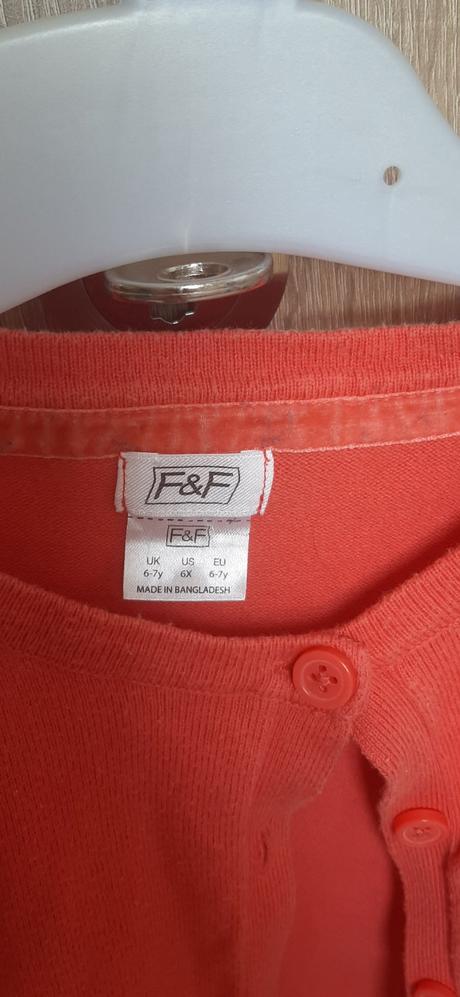 F&F
F&F
UK US EU
6-7y 6X 6-7y
MADE IN BANGLADESH